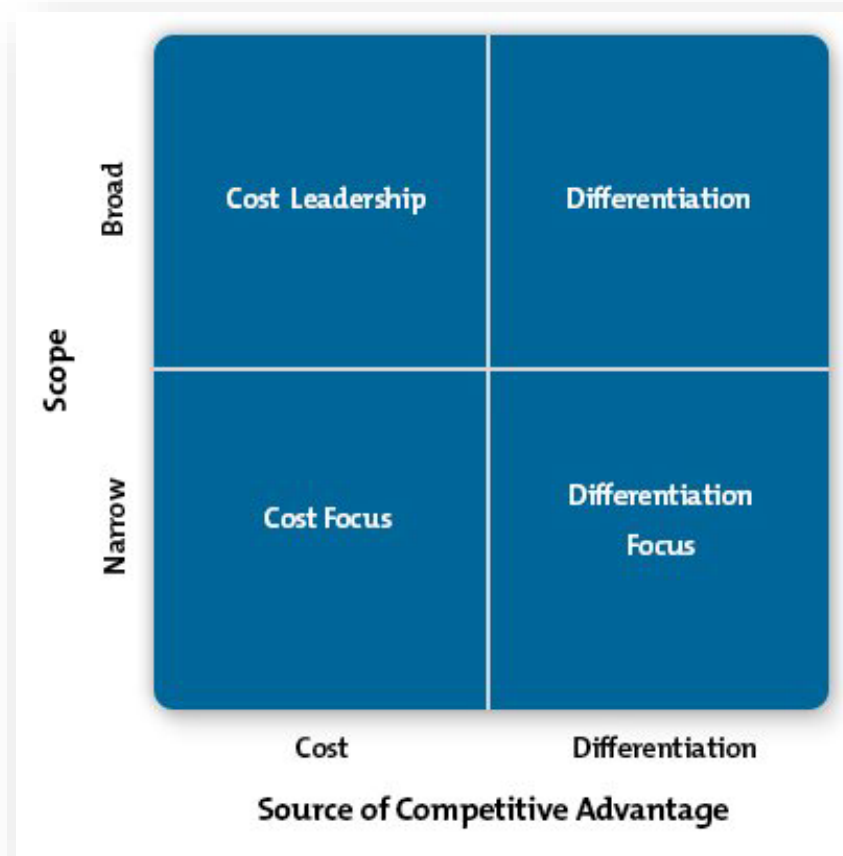 Broad
Cost Leadership
Differentiation
Scope
Narrow
Cost Focus
Differentiation
Focus
Cost
Differentiation
Source of Competitive Advantage